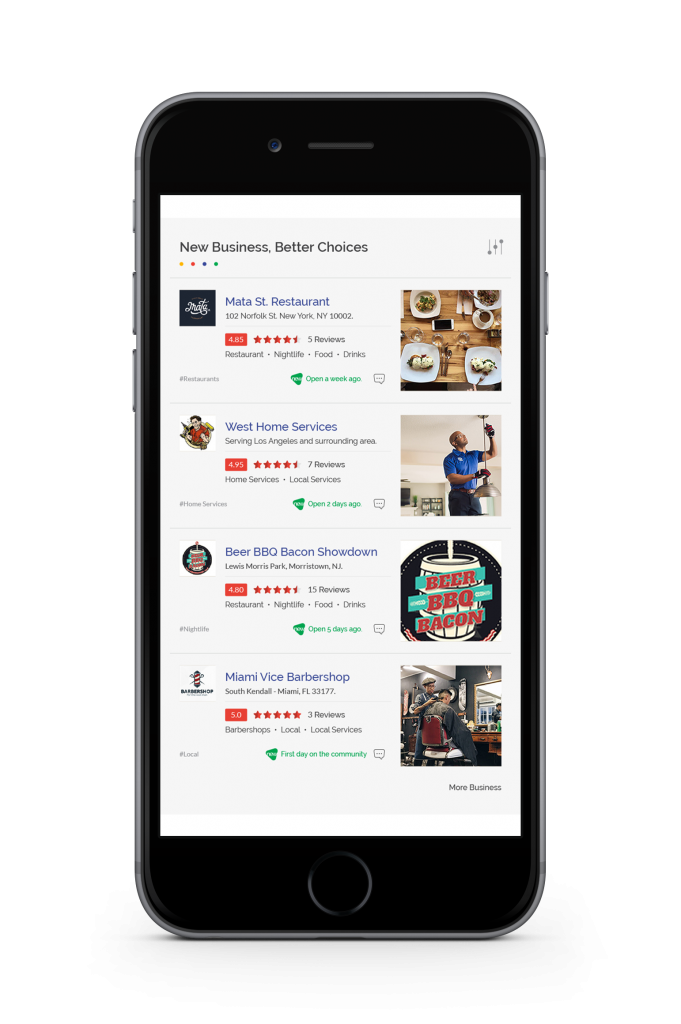 New Business, Better Choices
Mata
Mata St. Restaurant
102 Norfolk St. New York, NY 10002.
4.85 5 Reviews
Restaurant • Nightlife • Food • Drinks
#Restaurants new Open a week ago.
West Home Services
Serving Los Angeles and surrounding area.
4.95 7 Reviews
Home Services • Local Services
#Home Services new Open 2 days ago.
Beer BBQ Bacon Showdown
Lewis Morris Park, Morristown, NJ.
4.80 15 Reviews
Restaurant • Nightlife • Food • Drinks
#Nightlife new Open 5 days ago.
BEER
BBQ
BACON
BARBERSHOP
Miami Vice Barbershop
South Kendall - Miami, FL 33177.
5.0 3 Reviews
Barbershops • Local • Local Services
#Local new First day on the community
More Business